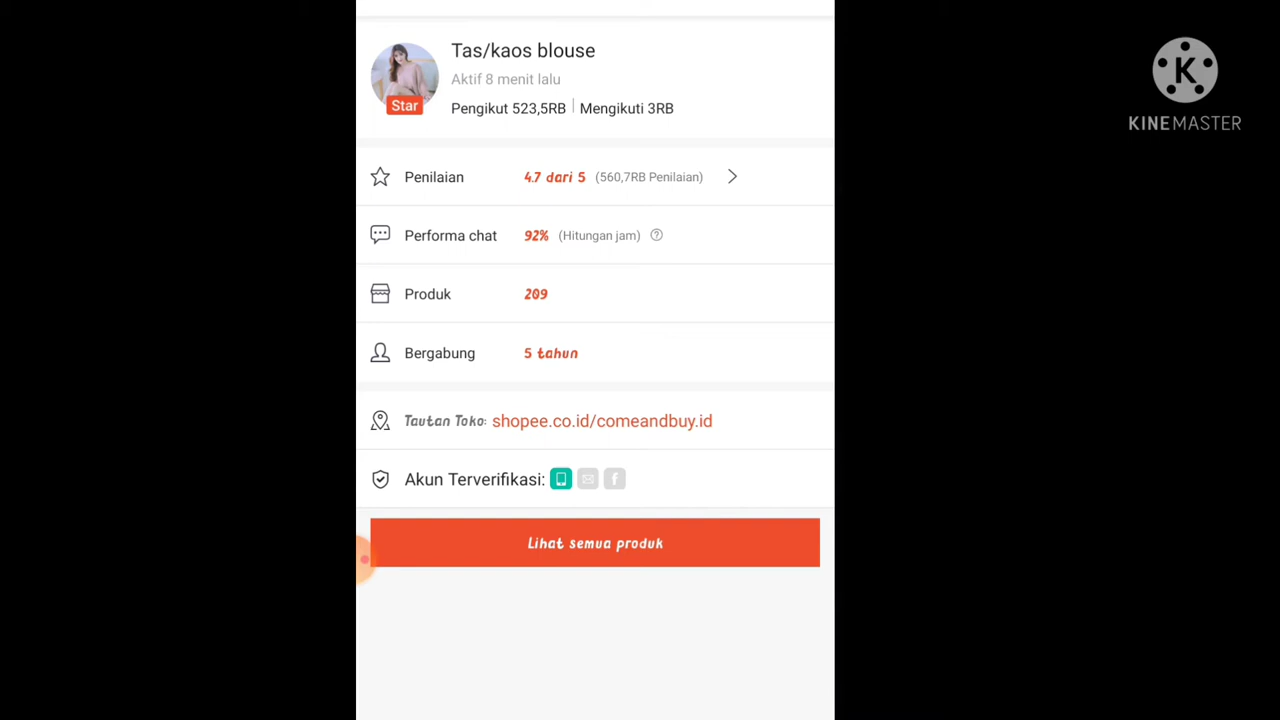 Tas/kaos blouse
Aktif 8 menit lalu
Star
Pengikut 523,5RB | Mengikuti 3RB
Penilaian 4.7 dari 5 (560,7RB Penilaian)
Performa chat 92% (Hitungan jam)
Produk 209
Bergabung 5 tahun
Tautan Toko: shopee.co.id/comeandbuy.id
Akun Terverifikasi:
Lihat semua produk
K
KINEMASTER